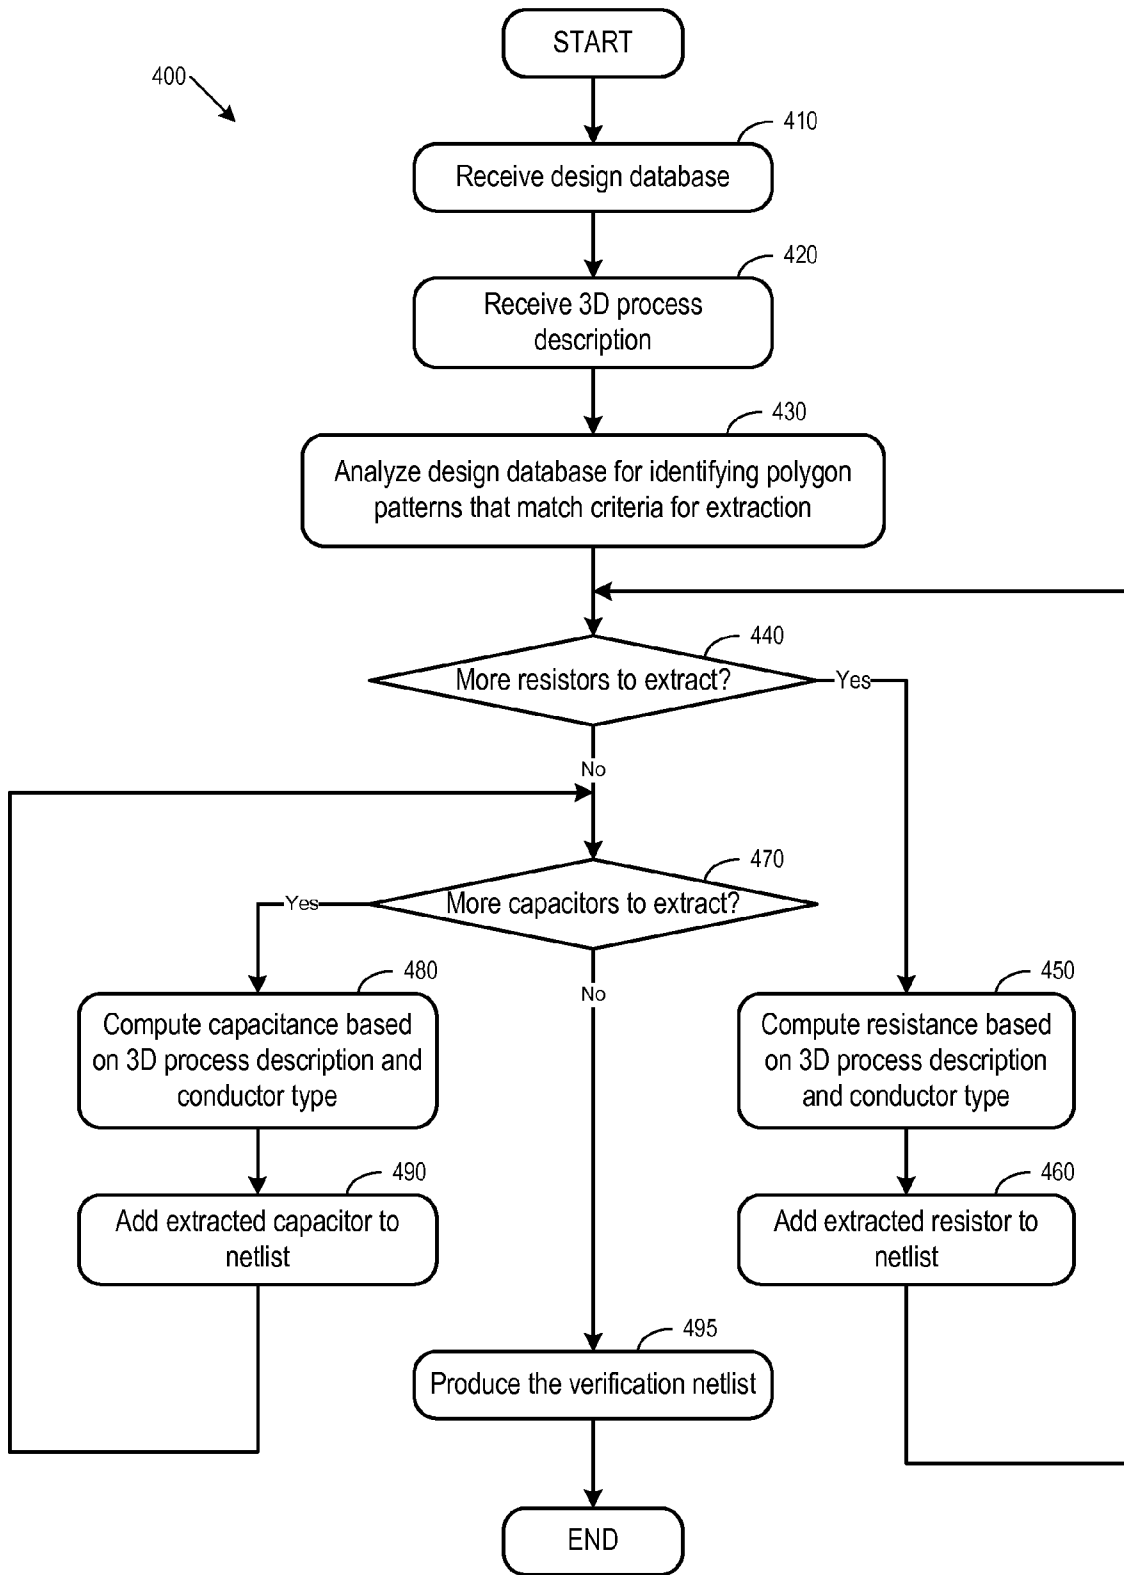 START
400
410
Receive design database
420
Receive 3D process
description
430
Analyze design database for identifying polygon
patterns that match criteria for extraction
440
More resistors to extract?
Yes
No
470
More capacitors to extract?
Yes
No
480
Compute capacitance based
on 3D process description and
conductor type
450
Compute resistance based
on 3D process description
and conductor type
490
Add extracted capacitor to
netlist
460
Add extracted resistor to
netlist
495
Produce the verification netlist
END